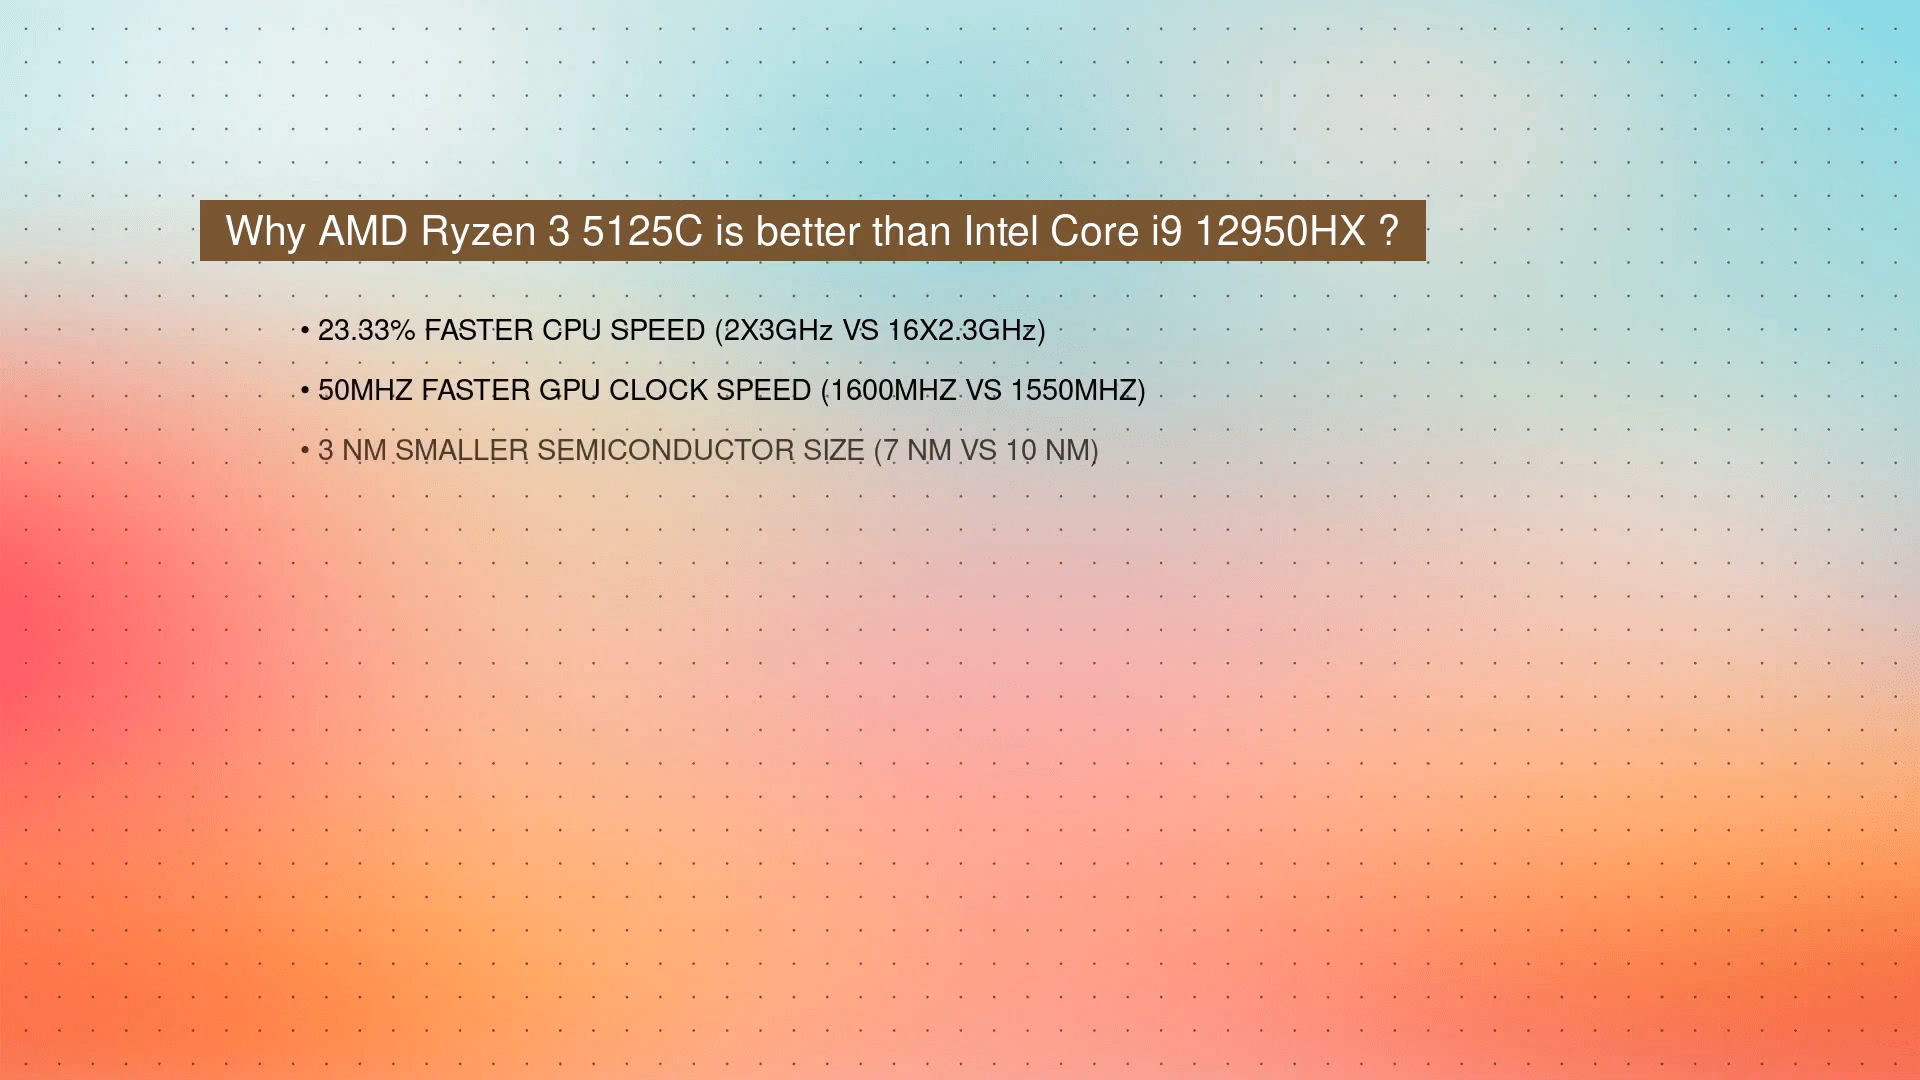 Why AMD Ryzen 3 5125C is better than Intel Core i9 12950HX ?
• 23.33% FASTER CPU SPEED (2X3GHz VS 16X2.3GHz)
• 50MHZ FASTER GPU CLOCK SPEED (1600MHZ VS 1550MHZ)
• 3 NM SMALLER SEMICONDUCTOR SIZE (7 NM VS 10 NM)